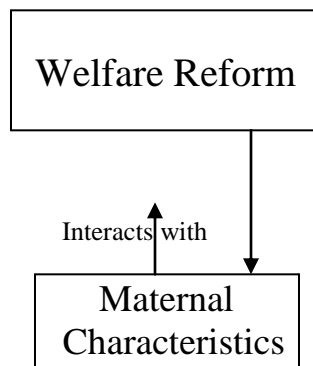 Welfare Reform
Interacts with
Maternal
Characteristics